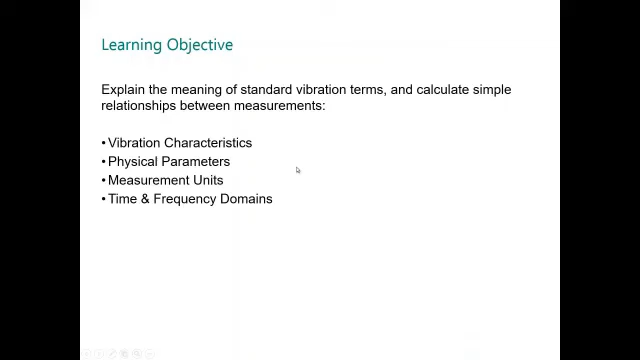 Learning Objective
Explain the meaning of standard vibration terms, and calculate simple
relationships between measurements:
• Vibration Characteristics
• Physical Parameters
• Measurement Units
• Time & Frequency Domains